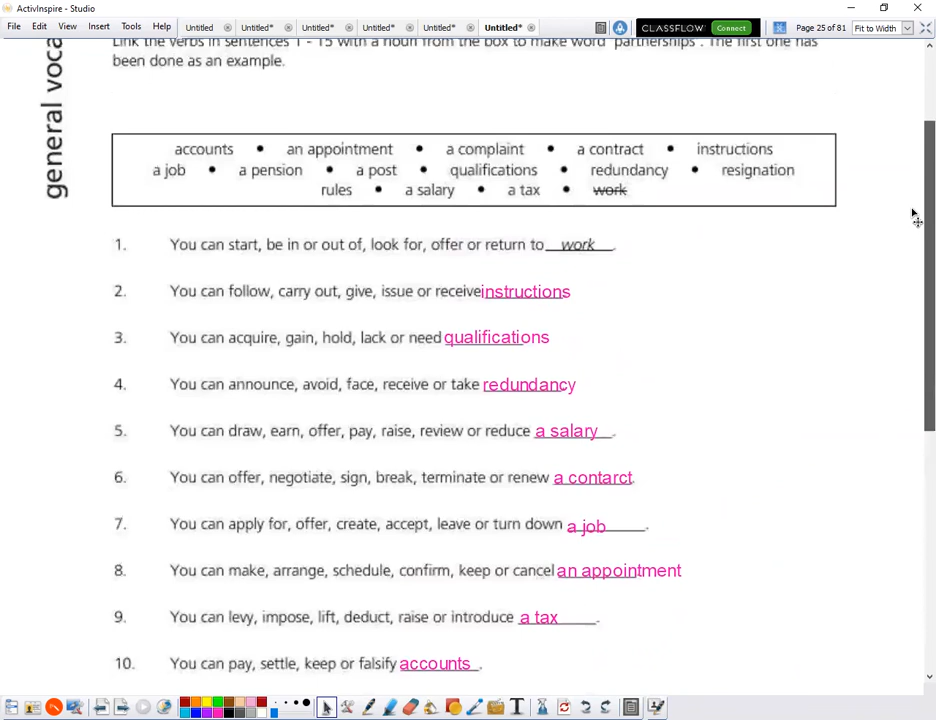 ActivInspire - Studio
File Edit View Insert Tools Help Untitled Untitled* Untitled* Untitled* Untitled* Untitled* CLASSFLOW Connect Page 25 of 81 Fit to Width
general voca
Link the verbs in sentences 1 - 15 with a noun from the box to make word 'partnerships'. The first one has
been done as an example.
accounts • an appointment • a complaint • a contract • instructions
a job • a pension • a post • qualifications • redundancy • resignation
rules • a salary • a tax • work
1. You can start, be in or out of, look for, offer or return to work.
2. You can follow, carry out, give, issue or receive instructions
3. You can acquire, gain, hold, lack or need qualifications
4. You can announce, avoid, face, receive or take redundancy
5. You can draw, earn, offer, pay, raise, review or reduce a salary.
6. You can offer, negotiate, sign, break, terminate or renew a contarct.
7. You can apply for, offer, create, accept, leave or turn down a job.
8. You can make, arrange, schedule, confirm, keep or cancel an appointment
9. You can levy, impose, lift, deduct, raise or introduce a tax.
10. You can pay, settle, keep or falsify accounts.